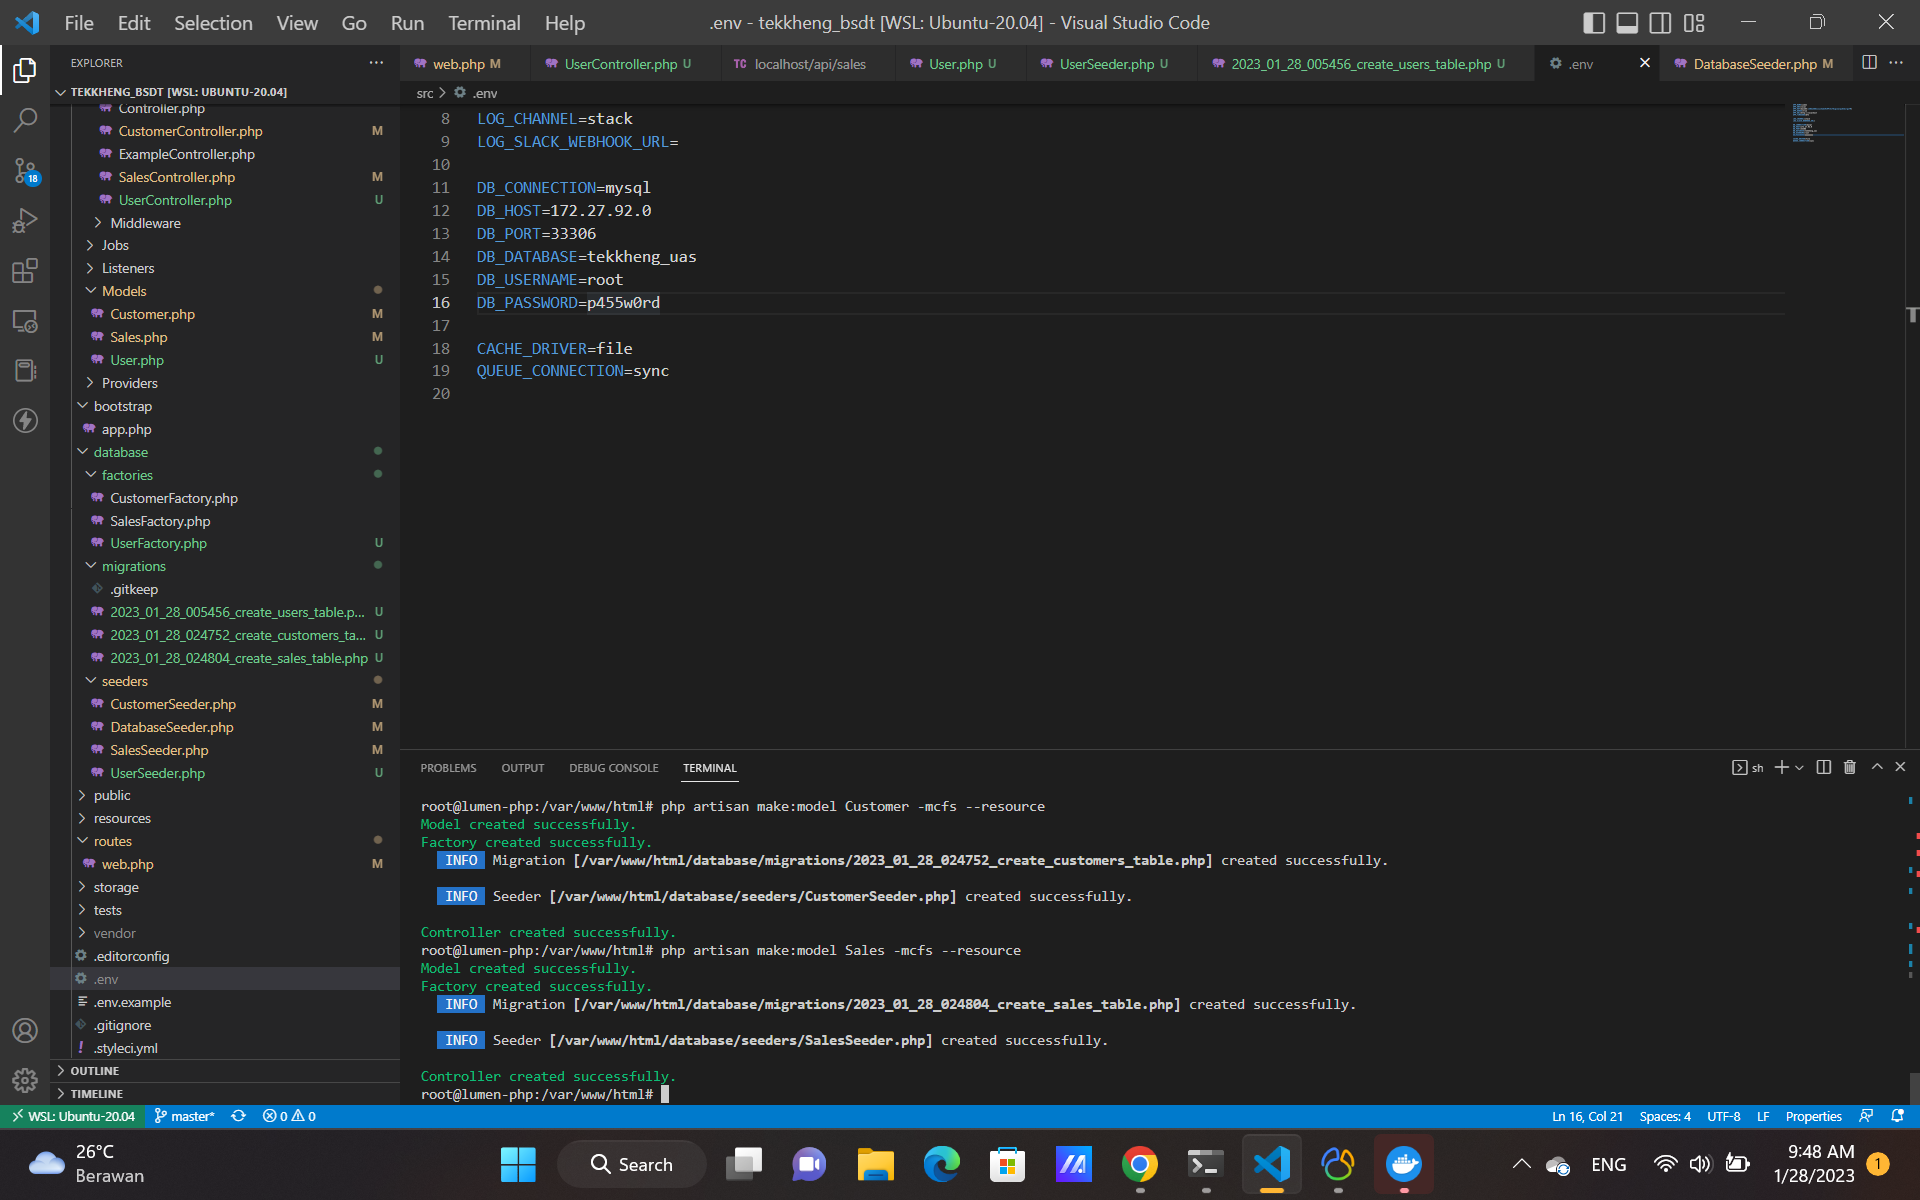 File Edit Selection View Go Run Terminal Help
.env - tekkheng_bsdt [WSL: Ubuntu-20.04] - Visual Studio Code
EXPLORER
web.php M
UserController.php U
TC localhost/api/sales
User.php U
UserSeeder.php U
2023_01_28_005456_create_users_table.php U
.env
DatabaseSeeder.php M
src > .env
TEKKHENG_BSDT [WSL: UBUNTU-20.04]
Controller.php
CustomerController.php M
ExampleController.php
SalesController.php M
UserController.php U
Middleware
Jobs
Listeners
Models
Customer.php M
Sales.php M
User.php U
Providers
bootstrap
app.php
database
factories
CustomerFactory.php
SalesFactory.php
UserFactory.php U
migrations
.gitkeep
2023_01_28_005456_create_users_table.p... U
2023_01_28_024752_create_customers_ta... U
2023_01_28_024804_create_sales_table.php U
seeders
CustomerSeeder.php M
DatabaseSeeder.php M
SalesSeeder.php M
UserSeeder.php U
public
resources
routes
web.php M
storage
tests
vendor
.editorconfig
.env
.env.example
.gitignore
.styleci.yml
OUTLINE
TIMELINE
18
8 LOG_CHANNEL=stack
9 LOG_SLACK_WEBHOOK_URL=
10
11 DB_CONNECTION=mysql
12 DB_HOST=172.27.92.0
13 DB_PORT=33306
14 DB_DATABASE=tekkheng_uas
15 DB_USERNAME=root
16 DB_PASSWORD=p455w0rd
17
18 CACHE_DRIVER=file
19 QUEUE_CONNECTION=sync
20
PROBLEMS OUTPUT DEBUG CONSOLE TERMINAL
sh
root@lumen-php:/var/www/html# php artisan make:model Customer -mcfs --resource
Model created successfully.
Factory created successfully.
INFO Migration [/var/www/html/database/migrations/2023_01_28_024752_create_customers_table.php] created successfully.
INFO Seeder [/var/www/html/database/seeders/CustomerSeeder.php] created successfully.
Controller created successfully.
root@lumen-php:/var/www/html# php artisan make:model Sales -mcfs --resource
Model created successfully.
Factory created successfully.
INFO Migration [/var/www/html/database/migrations/2023_01_28_024804_create_sales_table.php] created successfully.
INFO Seeder [/var/www/html/database/seeders/SalesSeeder.php] created successfully.
Controller created successfully.
root@lumen-php:/var/www/html#
WSL: Ubuntu-20.04 master* 0 0
Ln 16, Col 21 Spaces: 4 UTF-8 LF Properties
26°C
Berawan
Search
ENG
9:48 AM
1/28/2023
1